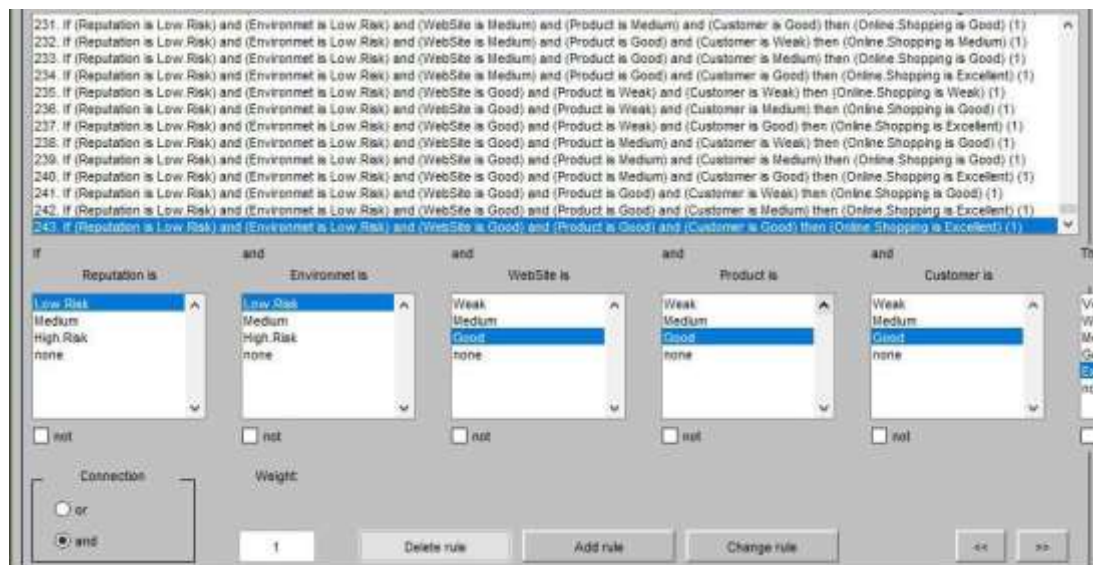 231. If (Reputation is Low.Risk) and (Environmet is Low.Risk) and (WebSite is Medium) and (Product is Medium) and (Customer is Good) then (Online.Shopping is Good) (1)
232. If (Reputation is Low.Risk) and (Environmet is Low.Risk) and (WebSite is Medium) and (Product is Good) and (Customer is Weak) then (Online.Shopping is Medium) (1)
233. If (Reputation is Low.Risk) and (Environmet is Low.Risk) and (WebSite is Medium) and (Product is Good) and (Customer is Medium) then (Online.Shopping is Good) (1)
234. If (Reputation is Low.Risk) and (Environmet is Low.Risk) and (WebSite is Medium) and (Product is Good) and (Customer is Good) then (Online.Shopping is Excellent) (1)
235. If (Reputation is Low.Risk) and (Environmet is Low.Risk) and (WebSite is Good) and (Product is Weak) and (Customer is Weak) then (Online.Shopping is Weak) (1)
236. If (Reputation is Low.Risk) and (Environmet is Low.Risk) and (WebSite is Good) and (Product is Weak) and (Customer is Medium) then (Online.Shopping is Good) (1)
237. If (Reputation is Low.Risk) and (Environmet is Low.Risk) and (WebSite is Good) and (Product is Weak) and (Customer is Good) then (Online.Shopping is Excellent) (1)
238. If (Reputation is Low.Risk) and (Environmet is Low.Risk) and (WebSite is Good) and (Product is Medium) and (Customer is Weak) then (Online.Shopping is Good) (1)
239. If (Reputation is Low.Risk) and (Environmet is Low.Risk) and (WebSite is Good) and (Product is Medium) and (Customer is Medium) then (Online.Shopping is Good) (1)
240. If (Reputation is Low.Risk) and (Environmet is Low.Risk) and (WebSite is Good) and (Product is Medium) and (Customer is Good) then (Online.Shopping is Excellent) (1)
241. If (Reputation is Low.Risk) and (Environmet is Low.Risk) and (WebSite is Good) and (Product is Good) and (Customer is Weak) then (Online.Shopping is Good) (1)
242. If (Reputation is Low.Risk) and (Environmet is Low.Risk) and (WebSite is Good) and (Product is Good) and (Customer is Medium) then (Online.Shopping is Excellent) (1)
243. If (Reputation is Low.Risk) and (Environmet is Low.Risk) and (WebSite is Good) and (Product is Good) and (Customer is Good) then (Online.Shopping is Excellent) (1)
If and and and and
Reputation is Environmet is WebSite is Product is Customer is
Low.Risk Low.Risk Weak Weak Weak
Medium Medium Medium Medium Medium
High.Risk High.Risk Good Good Good
none none none none none
not not not not not
Connection Weight:
or
and 1 Delete rule Add rule Change rule << >>